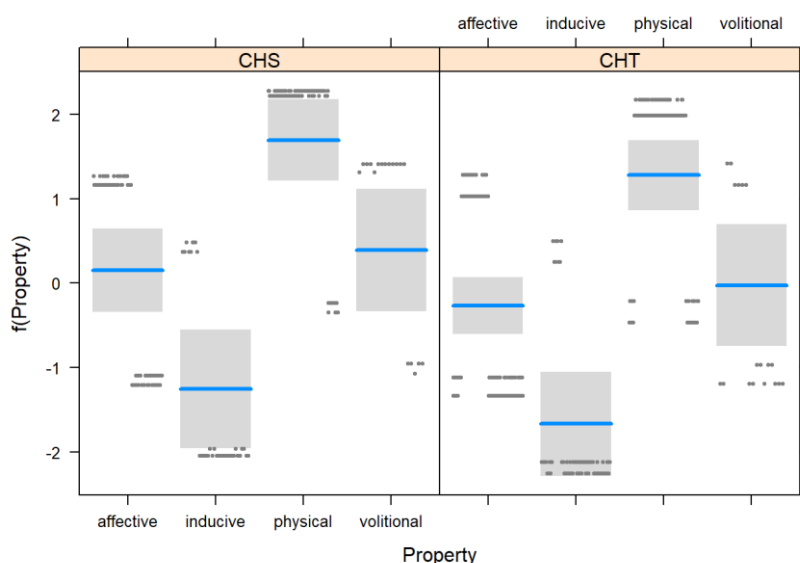 affective inducive physical volitional
CHS CHT
2
1
0
-1
-2
f(Property)
affective inducive physical volitional
Property